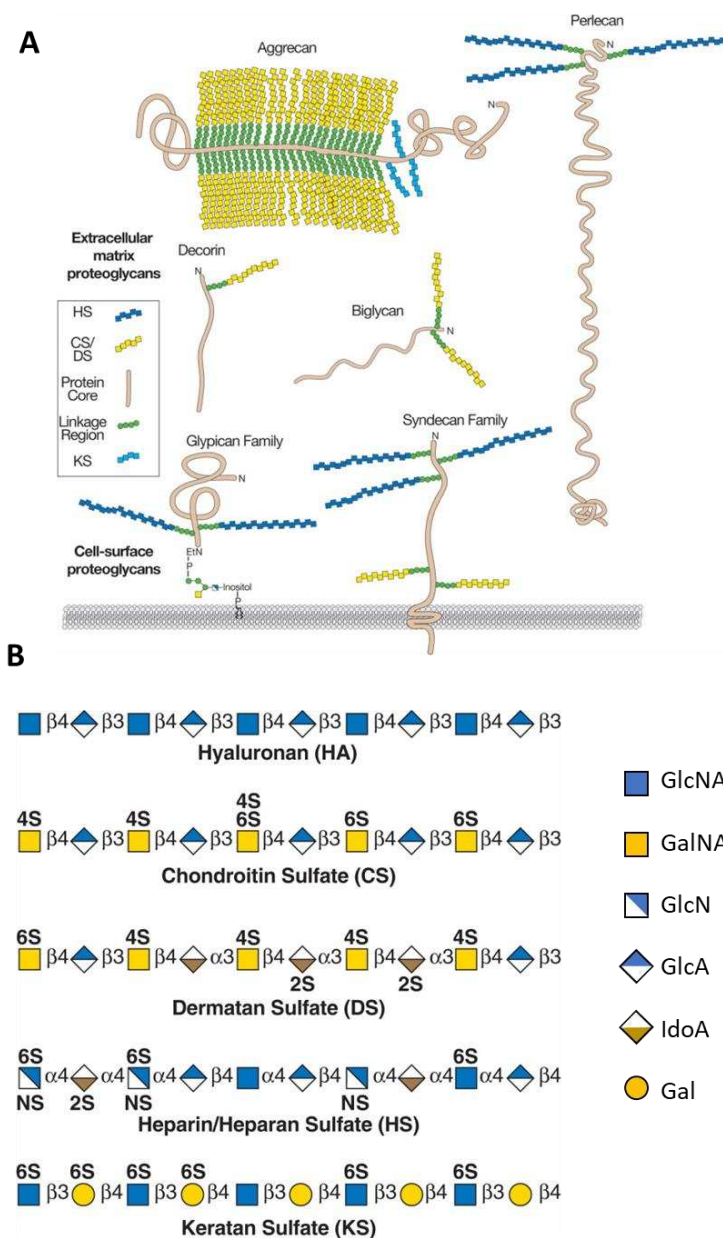 A
Perlecan
N
Aggrecan
N
Extracellular
matrix
proteoglycans
Decorin
N
Biglycan
N
HS
CS/
DS
Protein
Core
Linkage
Region
KS
Glypican Family
N
Syndecan Family
N
Cell-surface
proteoglycans
EtN
P
Inositol
P
B
β4 β3 β4 β3 β4 β3 β4 β3 β4 β3
Hyaluronan (HA)
4S 4S 4S 6S 6S 6S
β4 β3 β4 β3 β4 β3 β4 β3 β4 β3
Chondroitin Sulfate (CS)
6S 4S 4S 4S 4S
β4 β3 β4 α3 β4 α3 β4 α3 β4 β3
2S 2S
Dermatan Sulfate (DS)
6S 6S 6S
α4 α4 α4 β4 α4 β4 α4 α4 α4 β4
NS 2S NS NS
Heparin/Heparan Sulfate (HS)
6S 6S 6S 6S 6S 6S
β3 β4 β3 β4 β3 β4 β3 β4 β3 β4
Keratan Sulfate (KS)
GlcNA
GalNA
GlcN
GlcA
IdoA
Gal